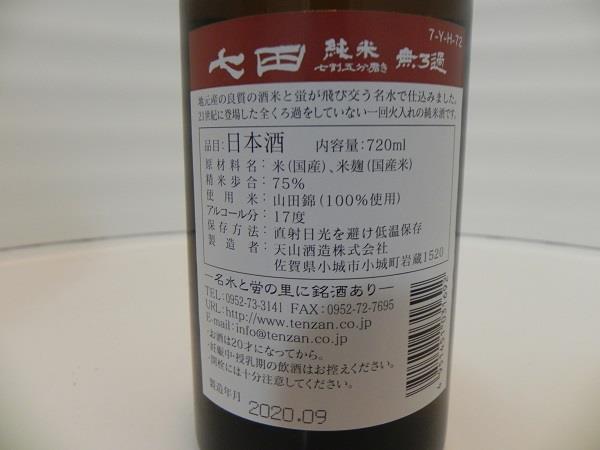 7-Y-H-72
七田 純米 無ろ過
七割五分磨き
地元産の良質の酒米と蛍が飛び交う名水で仕込みました。
21世紀に登場した全くろ過をしていない一回火入れの純米酒です。
品目:日本酒 内容量:720ml
原材料名:米(国産)、米麹(国産米)
精米歩合:75%
使用米:山田錦(100%使用)
アルコール分:17度
保存方法:直射日光を避け低温保存
製造者:天山酒造株式会社
佐賀県小城市小城町岩蔵1520
―名水と蛍の里に銘酒あり―
TEL:0952-73-3141 FAX:0952-72-7695
URL:http://www.tenzan.co.jp
E-mail:info@tenzan.co.jp
・お酒は20才になってから。
・妊娠中・授乳期の飲酒はお控えください。
・開栓には十分注意してください。
製造年月 2020.09